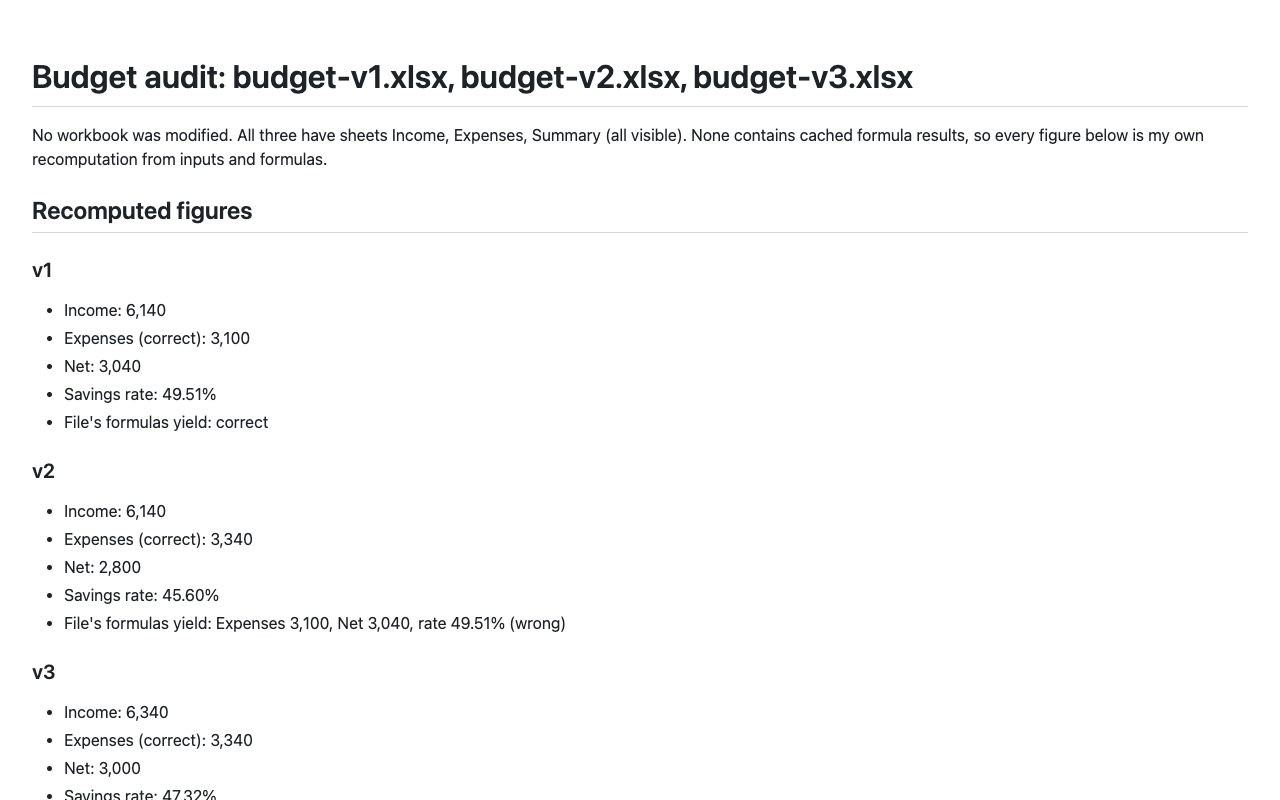 Budget audit: budget-v1.xlsx, budget-v2.xlsx, budget-v3.xlsx
No workbook was modified. All three have sheets Income, Expenses, Summary (all visible). None contains cached formula results, so every figure below is my own
recomputation from inputs and formulas.
Recomputed figures
v1
• Income: 6,140
• Expenses (correct): 3,100
• Net: 3,040
• Savings rate: 49.51%
• File's formulas yield: correct
v2
• Income: 6,140
• Expenses (correct): 3,340
• Net: 2,800
• Savings rate: 45.60%
• File's formulas yield: Expenses 3,100, Net 3,040, rate 49.51% (wrong)
v3
• Income: 6,340
• Expenses (correct): 3,340
• Net: 3,000
• Savings rate: 47.32%